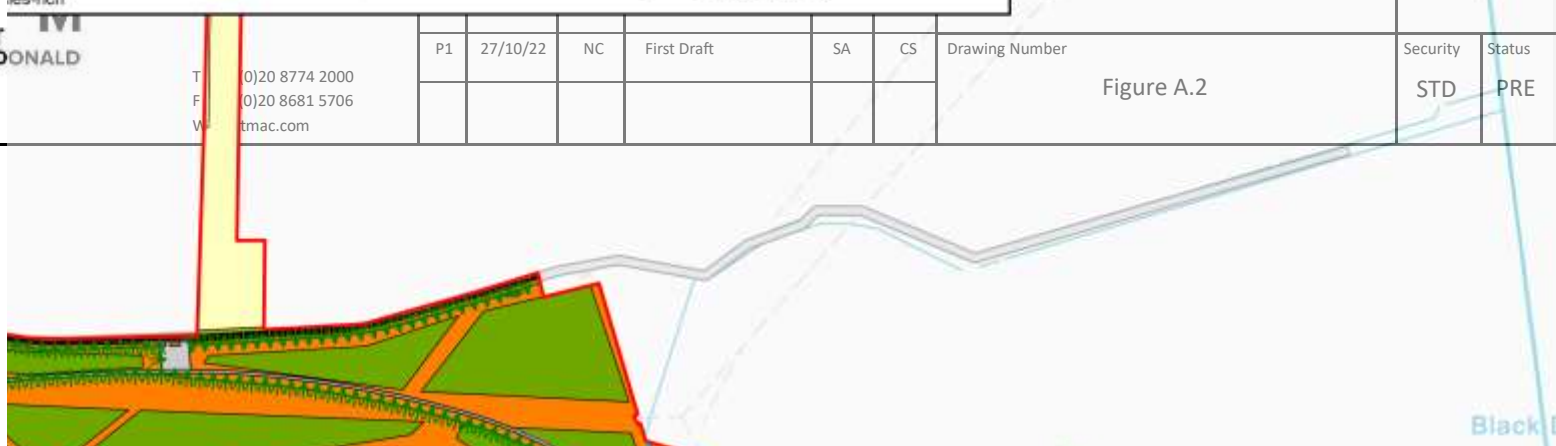 M
DONALD
T (0)20 8774 2000
F (0)20 8681 5706
W tmac.com
P1 27/10/22 NC First Draft SA CS
Drawing Number
Figure A.2
Security
STD
Status
PRE
Black